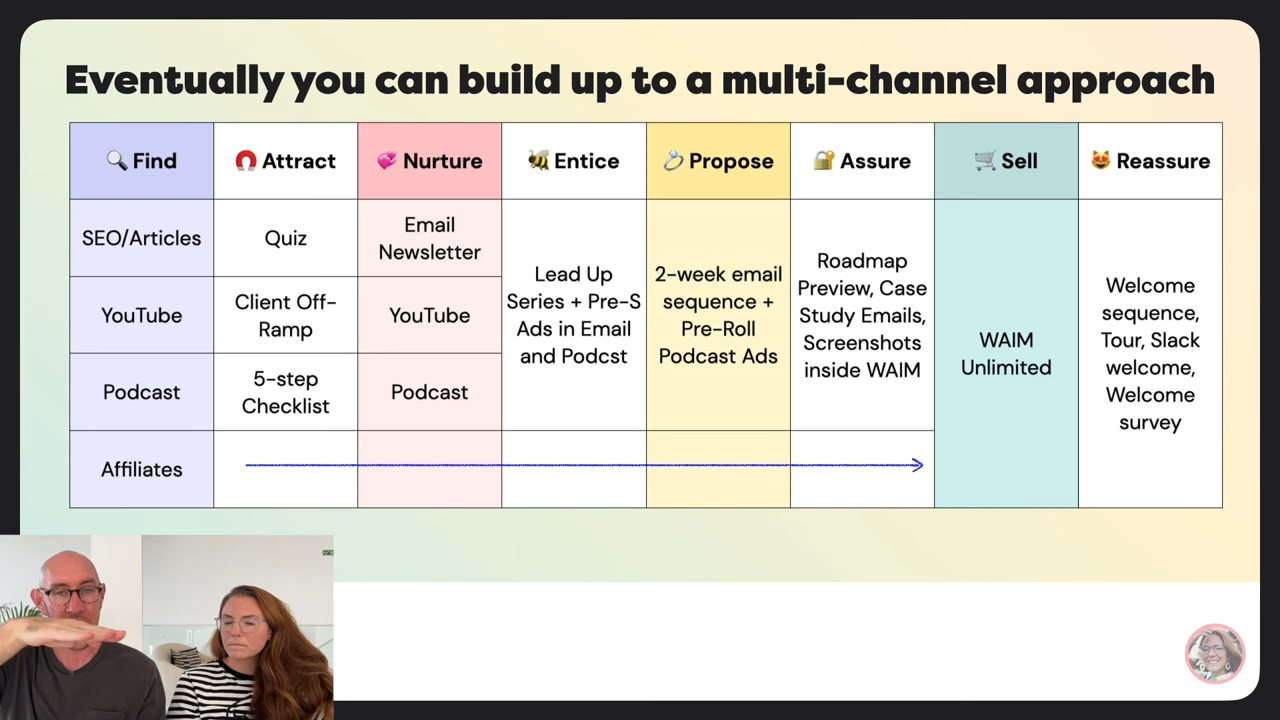 Eventually you can build up to a multi-channel approach
Find
Attract
Nurture
Entice
Propose
Assure
Sell
Reassure
SEO/Articles
Quiz
Email
Newsletter
Lead Up
Series + Pre-S
Ads in Email
and Podcst
2-week email
sequence +
Pre-Roll
Podcast Ads
Roadmap
Preview, Case
Study Emails,
Screenshots
inside WAIM
WAIM
Unlimited
Welcome
sequence,
Tour, Slack
welcome,
Welcome
survey
YouTube
Client Off-
Ramp
YouTube
Podcast
5-step
Checklist
Podcast
Affiliates